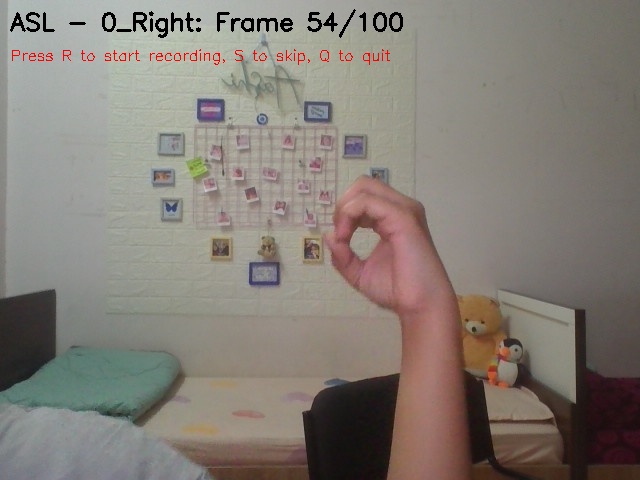 ASL - 0_Right: Frame 54/100
Press R to start recording, S to skip, Q to quit